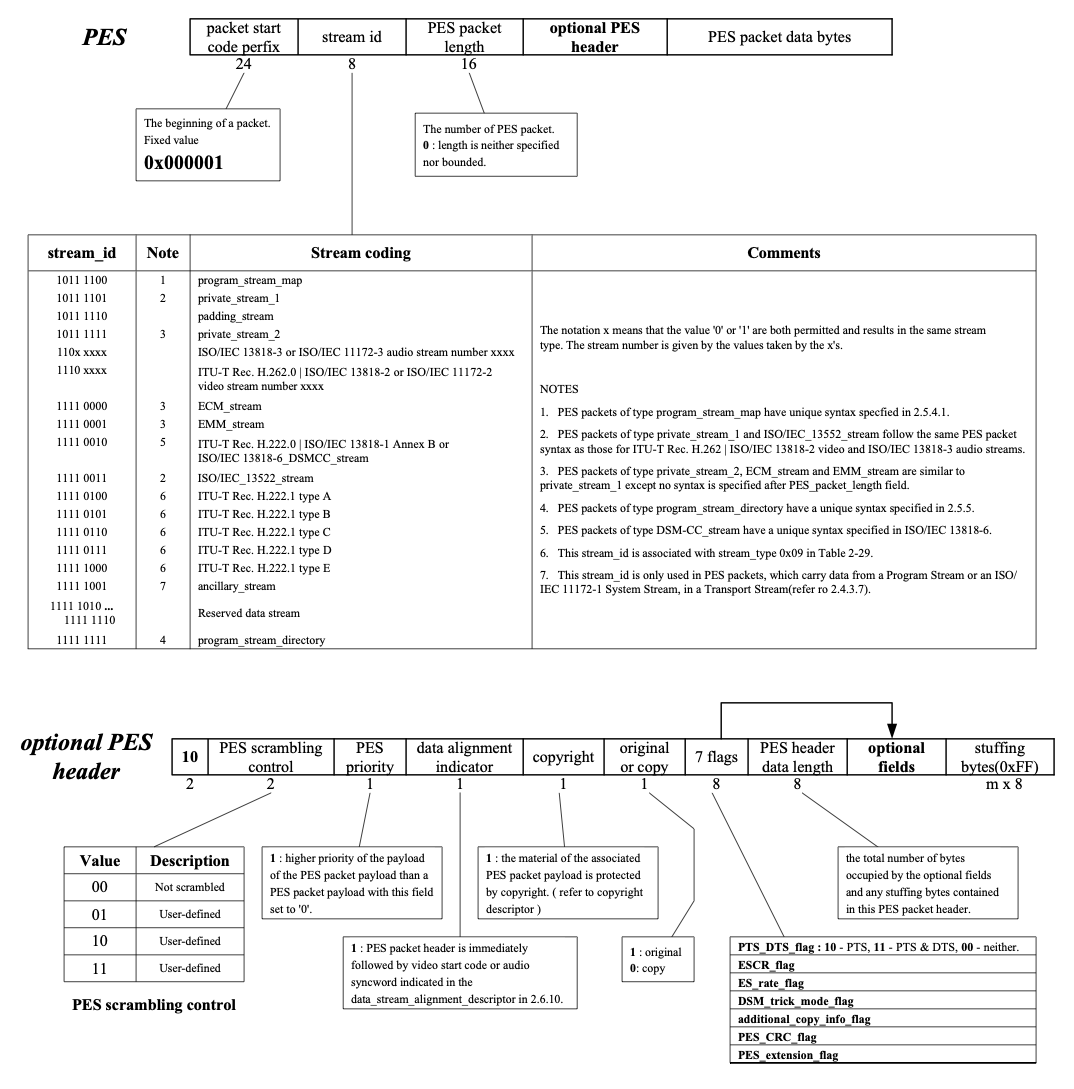 PES
packet start
code perfix
stream id
PES packet
length
optional PES
header
PES packet data bytes
24
8
16
The beginning of a packet.
Fixed value
0x000001
The number of PES packet.
0 : length is neither specified
nor bounded.
stream_id Note Stream coding Comments
1011 1100 1 program_stream_map
1011 1101 2 private_stream_1
1011 1110 padding_stream
1011 1111 3 private_stream_2
110x xxxx ISO/IEC 13818-3 or ISO/IEC 11172-3 audio stream number xxxx
1110 xxxx ITU-T Rec. H.262.0 | ISO/IEC 13818-2 or ISO/IEC 11172-2
video stream number xxxx
1111 0000 3 ECM_stream
1111 0001 3 EMM_stream
1111 0010 5 ITU-T Rec. H.222.0 | ISO/IEC 13818-1 Annex B or
ISO/IEC 13818-6_DSMCC_stream
1111 0011 2 ISO/IEC_13522_stream
1111 0100 6 ITU-T Rec. H.222.1 type A
1111 0101 6 ITU-T Rec. H.222.1 type B
1111 0110 6 ITU-T Rec. H.222.1 type C
1111 0111 6 ITU-T Rec. H.222.1 type D
1111 1000 6 ITU-T Rec. H.222.1 type E
1111 1001 7 ancillary_stream
1111 1010 ...
1111 1110
Reserved data stream
1111 1111 4 program_stream_directory
The notation x means that the value '0' or '1' are both permitted and results in the same stream
type. The stream number is given by the values taken by the x's.
NOTES
1. PES packets of type program_stream_map have unique syntax specfied in 2.5.4.1.
2. PES packets of type private_stream_1 and ISO/IEC_13552_stream follow the same PES packet
syntax as those for ITU-T Rec. H.262 | ISO/IEC 13818-2 video and ISO/IEC 13818-3 audio streams.
3. PES packets of type private_stream_2, ECM_stream and EMM_stream are similar to
private_stream_1 except no syntax is specified after PES_packet_length field.
4. PES packets of type program_stream_directory have a unique syntax specified in 2.5.5.
5. PES packets of type DSM-CC_stream have a unique syntax specified in ISO/IEC 13818-6.
6. This stream_id is associated with stream_type 0x09 in Table 2-29.
7. This stream_id is only used in PES packets, which carry data from a Program Stream or an ISO/
IEC 11172-1 System Stream, in a Transport Stream(refer ro 2.4.3.7).
optional PES
header
10
PES scrambling
control
PES
priority
data alignment
indicator
copyright
original
or copy
7 flags
PES header
data length
optional
fields
stuffing
bytes(0xFF)
2
2
1
1
1
1
8
8
m x 8
Value Description
00 Not scrambled
01 User-defined
10 User-defined
11 User-defined
PES scrambling control
1 : higher priority of the payload
of the PES packet payload than a
PES packet payload with this field
set to '0'.
1 : PES packet header is immediately
followed by video start code or audio
syncword indicated in the
data_stream_alignment_descriptor in 2.6.10.
1 : the material of the associated
PES packet payload is protected
by copyright. ( refer to copyright
descriptor )
1 : original
0: copy
the total number of bytes
occupied by the optional fields
and any stuffing bytes contained
in this PES packet header.
PTS_DTS_flag : 10 - PTS, 11 - PTS & DTS, 00 - neither.
ESCR_flag
ES_rate_flag
DSM_trick_mode_flag
additional_copy_info_flag
PES_CRC_flag
PES_extension_flag